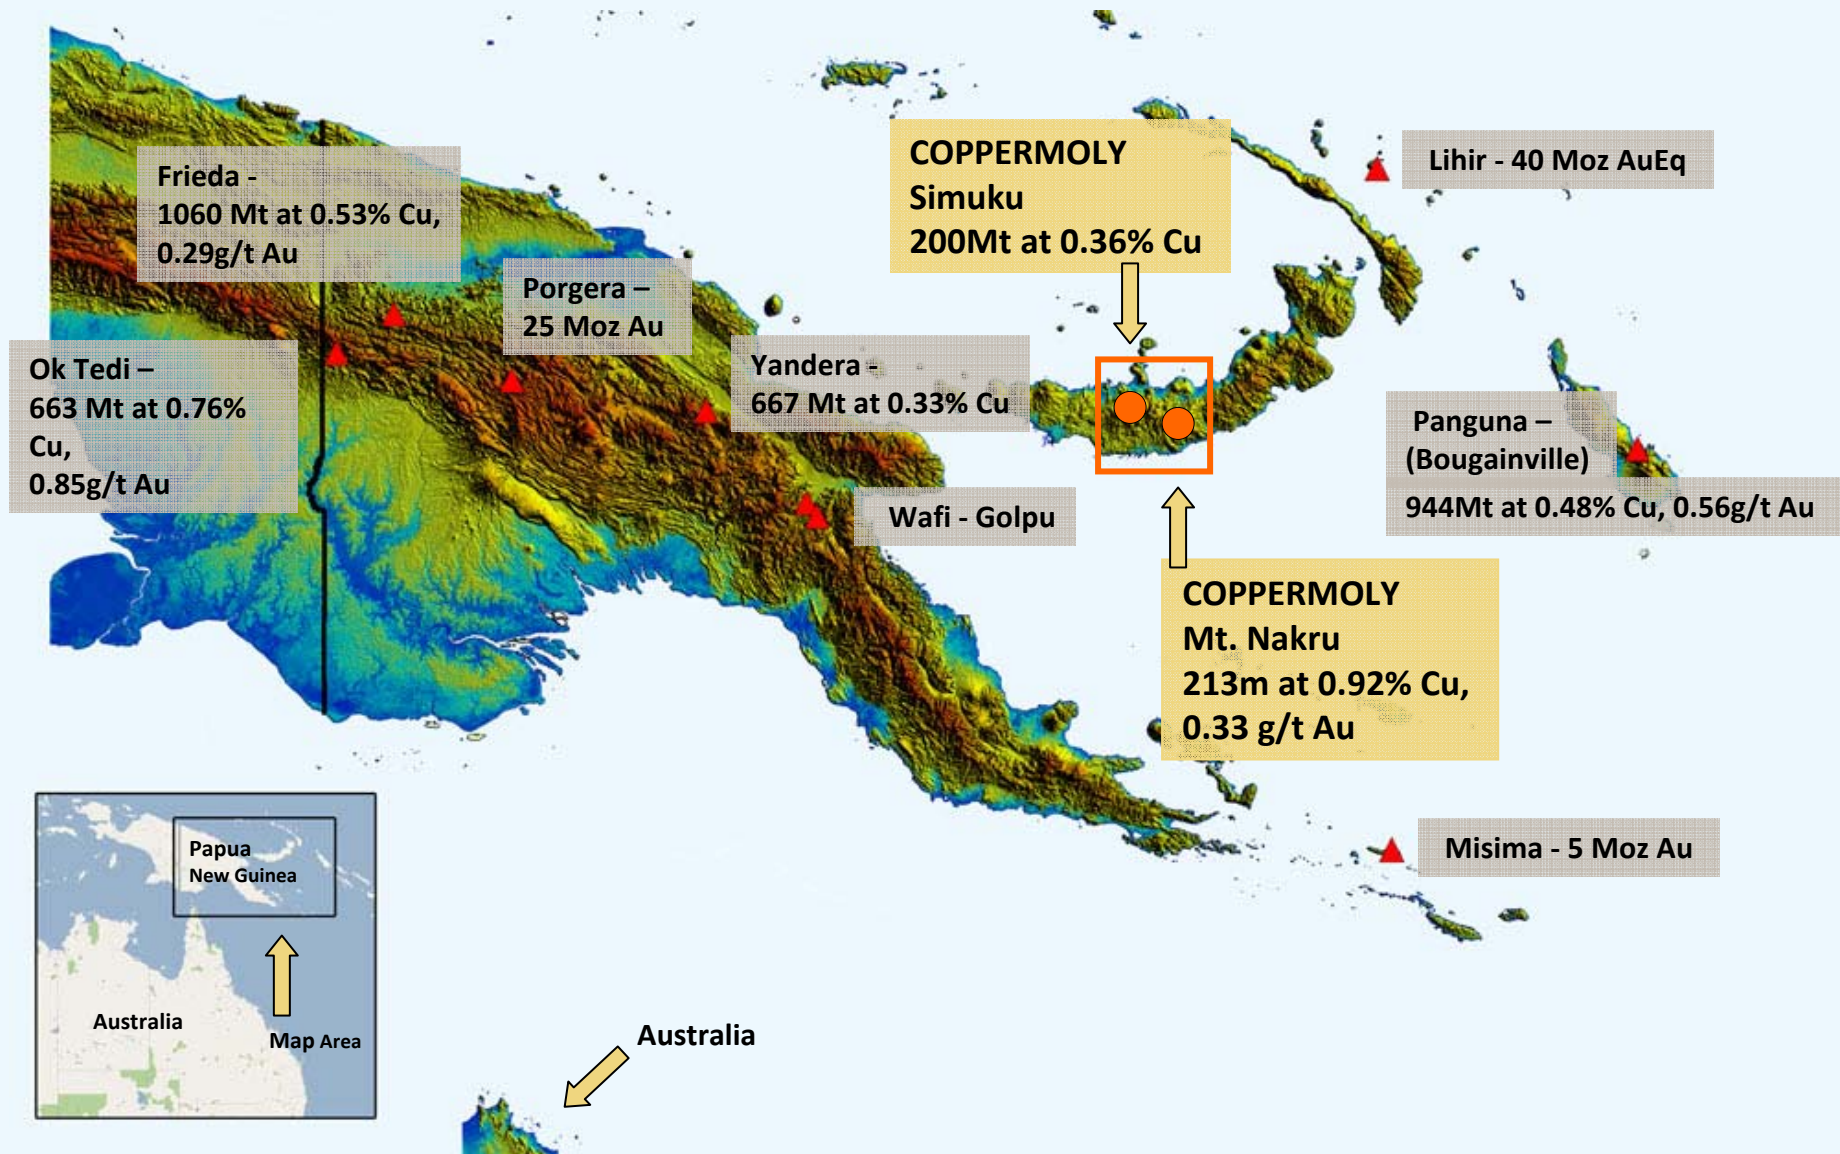 COPPERMOLY
Simuku
200Mt at 0.36% Cu
Lihir - 40 Moz AuEq
Frieda -
1060 Mt at 0.53% Cu,
0.29g/t Au
Porgera –
25 Moz Au
Ok Tedi –
663 Mt at 0.76%
Cu,
0.85g/t Au
Yandera -
667 Mt at 0.33% Cu
Panguna –
(Bougainville)
944Mt at 0.48% Cu, 0.56g/t Au
Wafi - Golpu
COPPERMOLY
Mt. Nakru
213m at 0.92% Cu,
0.33 g/t Au
Misima - 5 Moz Au
Papua
New Guinea
Australia
Map Area
Australia